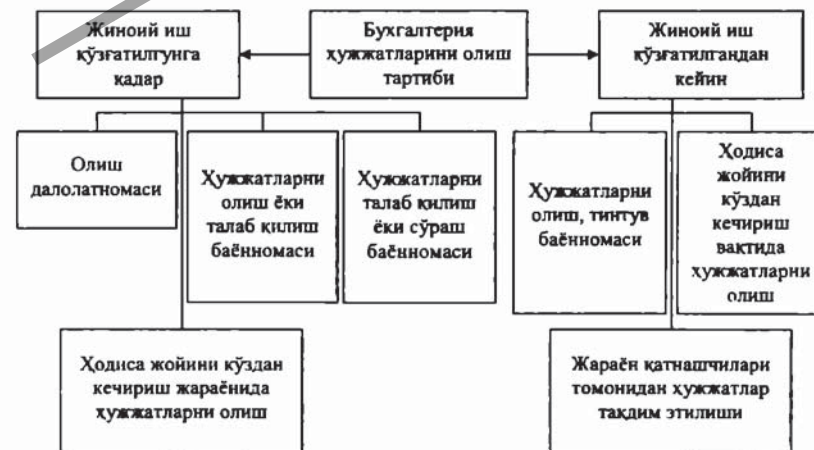 Жиноий иш
қўзғатилгунга
қадар
Бухгалтерия
ҳужжатларини олиш
тартиби
Жиноий иш
қўзғатилгандан
кейин
Олиш
далолатномаси
Ҳужжатларни
олиш ёки
талаб қилиш
баённомаси
Ҳужжатларни
талаб қилиш
ёки сўраш
баённомаси
Ҳужжатларни
олиш, тинтув
баённомаси
Ҳодиса
жойини
кўздан
кечириш
вақтида
ҳужжатларни
олиш
Ҳодиса жойини кўздан
кечириш жараёнида
ҳужжатларни олиш
Жараён қатнашчилари
томонидан ҳужжатлар
тақдим этилиши